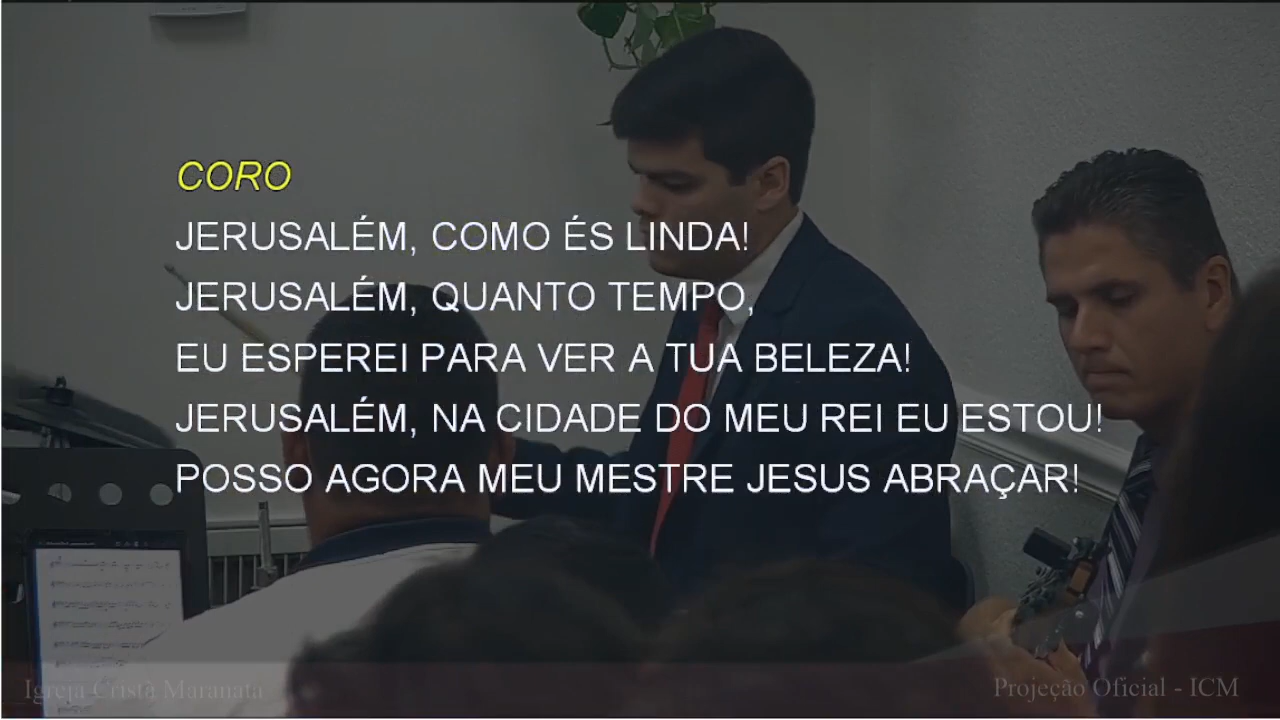 CORO
JERUSALÉM, COMO ÉS LINDA!
JERUSALÉM, QUANTO TEMPO,
EU ESPEREI PARA VER A TUA BELEZA!
JERUSALÉM, NA CIDADE DO MEU REI EU ESTOU!
POSSO AGORA MEU MESTRE JESUS ABRAÇAR!
Igreja Cristã Maranata
Projeção Oficial - ICM